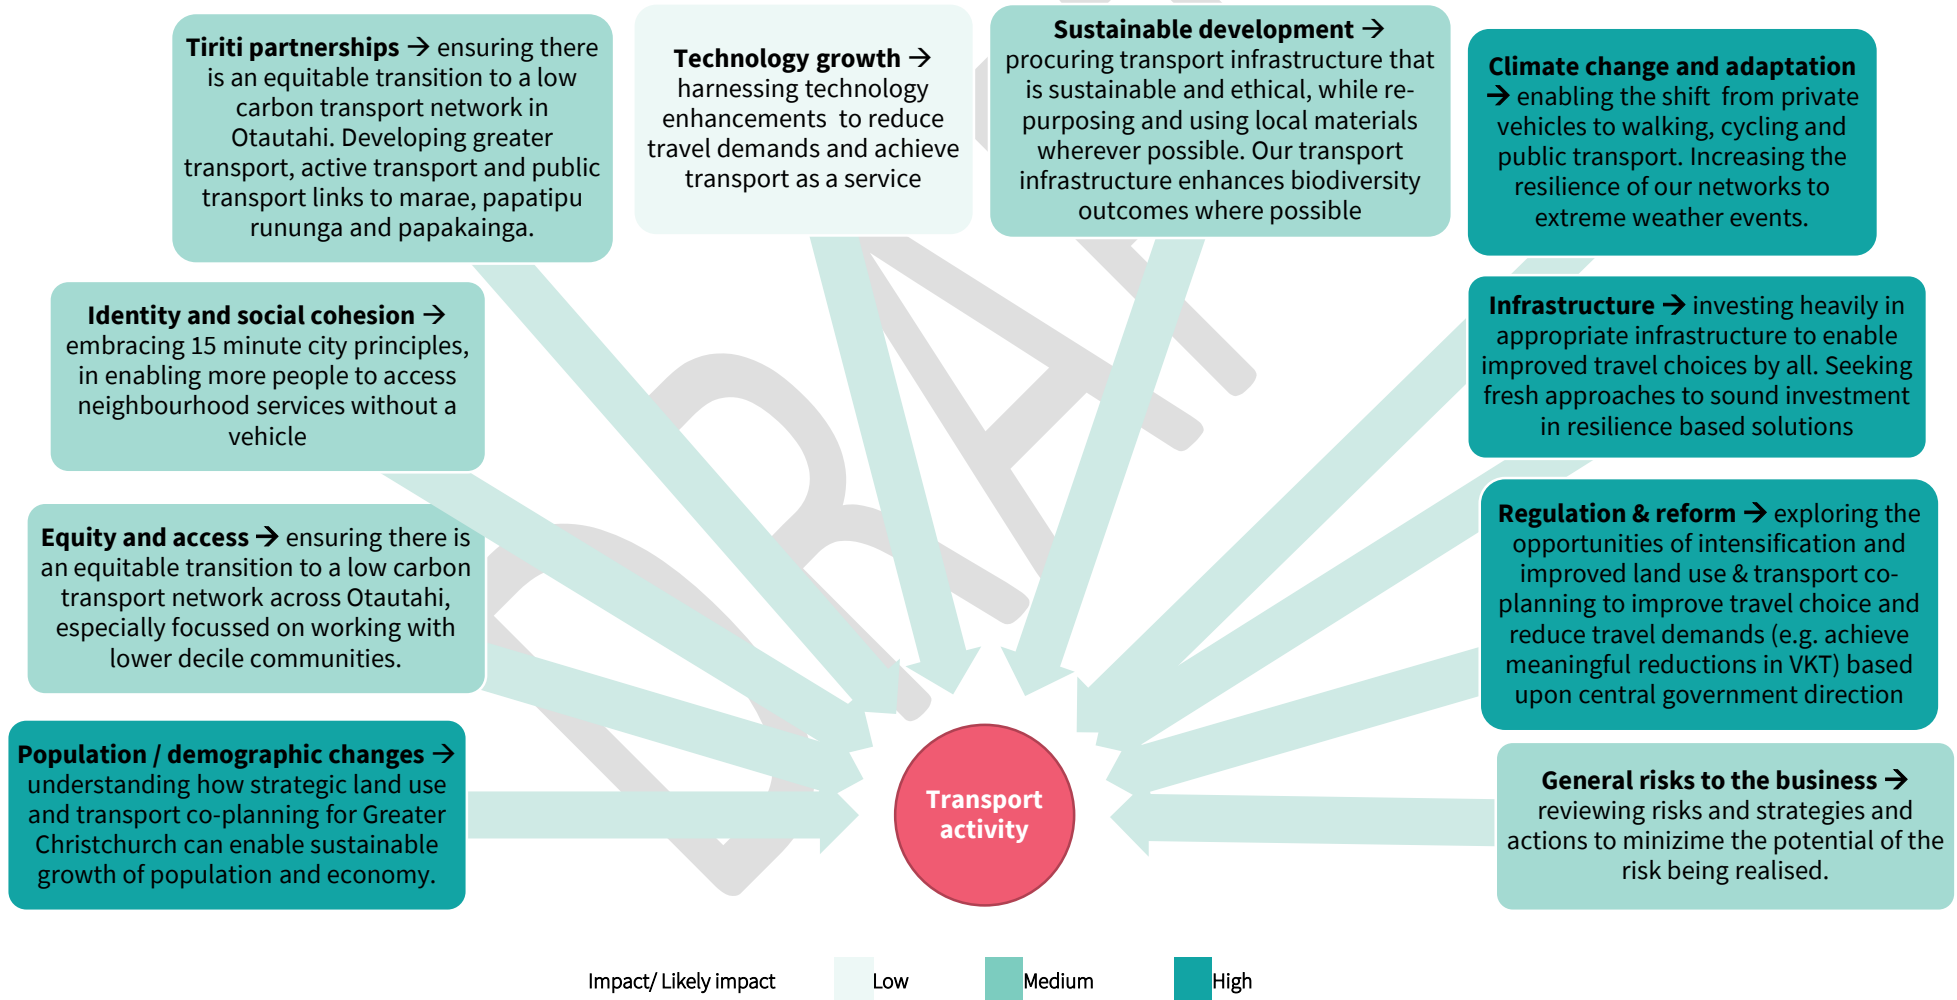 Tiriti partnerships → ensuring there
is an equitable transition to a low
carbon transport network in
Otautahi. Developing greater
transport, active transport and public
transport links to marae, papatipu
rununga and papakainga.
Technology growth →
harnessing technology
enhancements to reduce
travel demands and achieve
transport as a service
Sustainable development →
procuring transport infrastructure that
is sustainable and ethical, while re-
purposing and using local materials
wherever possible. Our transport
infrastructure enhances biodiversity
outcomes where possible
Climate change and adaptation
→ enabling the shift from private
vehicles to walking, cycling and
public transport. Increasing the
resilience of our networks to
extreme weather events.
Identity and social cohesion →
embracing 15 minute city principles,
in enabling more people to access
neighbourhood services without a
vehicle
Infrastructure → investing heavily in
appropriate infrastructure to enable
improved travel choices by all. Seeking
fresh approaches to sound investment
in resilience based solutions
Equity and access → ensuring there is
an equitable transition to a low carbon
transport network across Otautahi,
especially focussed on working with
lower decile communities.
Regulation & reform → exploring the
opportunities of intensification and
improved land use & transport co-
planning to improve travel choice and
reduce travel demands (e.g. achieve
meaningful reductions in VKT) based
upon central government direction
Population / demographic changes →
understanding how strategic land use
and transport co-planning for Greater
Christchurch can enable sustainable
growth of population and economy.
General risks to the business →
reviewing risks and strategies and
actions to minizime the potential of the
risk being realised.
Transport
activity
DRAFT
Impact/ Likely impact
Low
Medium
High